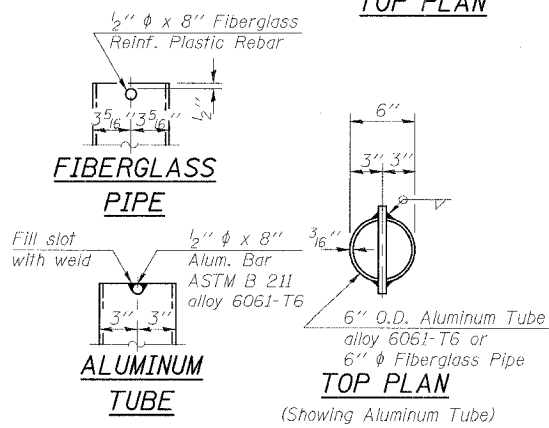 TOP PLAN
1/2" φ x 8" Fiberglass
Reinf. Plastic Rebar
3 5/16" 3 5/16"
1/2"
FIBERGLASS
PIPE
6"
3" 3"
3/16"
Fill slot
with weld
1/2" φ x 8"
Alum. Bar
ASTM B 211
alloy 6061-T6
3" 3"
ALUMINUM
TUBE
6" O.D. Aluminum Tube
alloy 6061-T6 or
6" φ Fiberglass Pipe
TOP PLAN
(Showing Aluminum Tube)